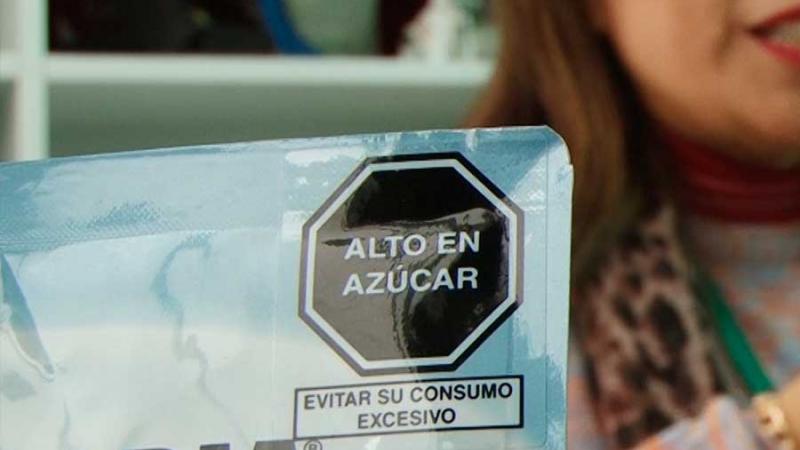 ALTO EN
AZÚCAR
EVITAR SU CONSUMO
EXCESIVO
®